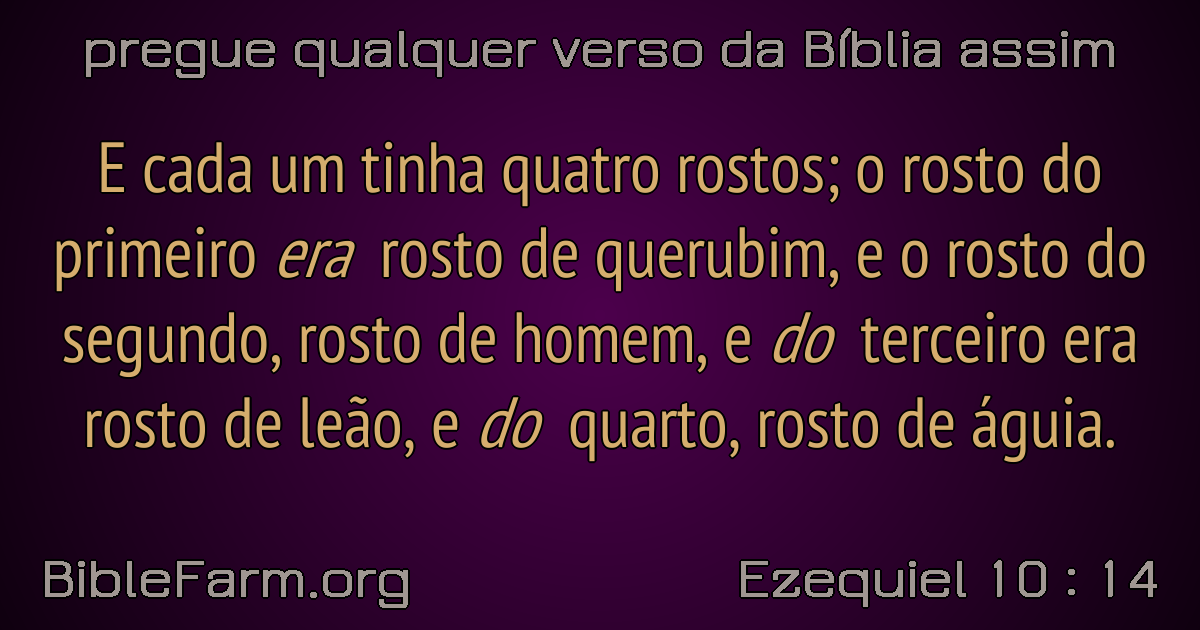 pregue qualquer verso da Bíblia assim
E cada um tinha quatro rostos; o rosto do
primeiro era rosto de querubim, e o rosto do
segundo, rosto de homem, e do terceiro era
rosto de leão, e do quarto, rosto de águia.
BibleFarm.org
Ezequiel 10 : 14